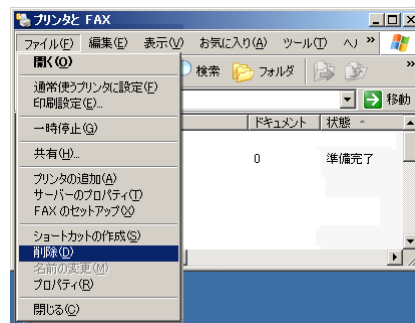 プリンタと FAX
ファイル(F) 編集(E) 表示(V) お気に入り(A) ツール(T) ヘ »
開く(O)
検索 フォルダ »
通常使うプリンタに設定(F)
印刷設定(E)...
移動
一時停止(G)
ドキュメント 状態
共有(H)...
0 準備完了
プリンタの追加(A)
サーバーのプロパティ(T)
FAX のセットアップ(X)
ショートカットの作成(S)
削除(D)
名前の変更(M)
プロパティ(R)
閉じる(C)